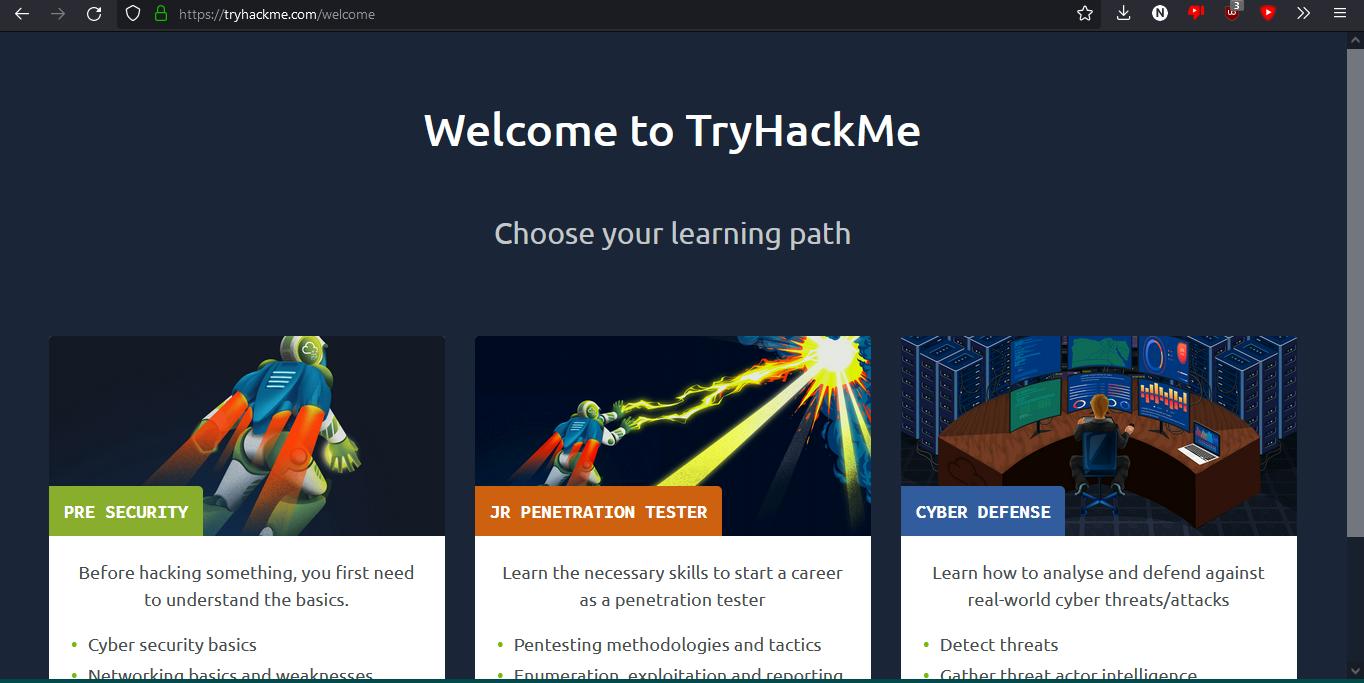 https://tryhackme.com/welcome
N
3
Welcome to TryHackMe
Choose your learning path
PRE SECURITY
Before hacking something, you first need
to understand the basics.
• Cyber security basics
• Networking basics and weaknesses
JR PENETRATION TESTER
Learn the necessary skills to start a career
as a penetration tester
• Pentesting methodologies and tactics
• Enumeration, exploitation and reporting
CYBER DEFENSE
Learn how to analyse and defend against
real-world cyber threats/attacks
• Detect threats
• Gather threat actor intelligence